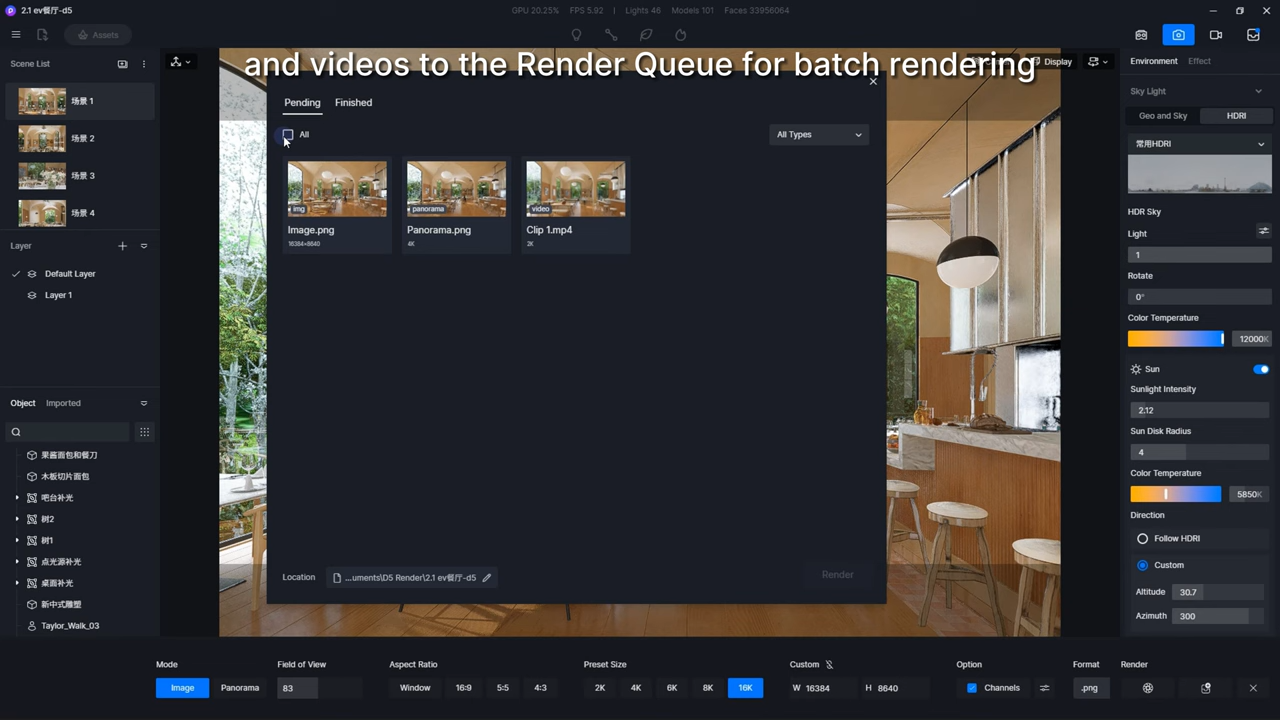 2.1 ev餐厅-d5
GPU 20.25% FPS 5.92 | Lights 46 Models 101 Faces 33956064
Assets
and videos to the Render Queue for batch rendering
Scene List
Display
Environment Effect
场景 1
场景 2
场景 3
场景 4
Layer
Default Layer
Layer 1
Object Imported
果酱面包和餐刀
木板切片面包
吧台补光
树2
树1
点光源补光
桌面补光
新中式雕塑
Taylor_Walk_03
Pending Finished
All
All Types
img
panorama
video
Image.png
Panorama.png
Clip 1.mp4
16384×8640
4K
2K
Location
...uments\D5 Render\2.1 ev餐厅-d5
Render
Sky Light
Geo and Sky HDRI
常用HDRI
HDR Sky
Light
1
Rotate
0°
Color Temperature
12000K
Sun
Sunlight Intensity
2.12
Sun Disk Radius
4
Color Temperature
5850K
Direction
Follow HDRI
Custom
Altitude 30.7
Azimuth 300
Mode
Image Panorama
Field of View
83
Aspect Ratio
Window 16:9 5:5 4:3
Preset Size
2K 4K 6K 8K 16K
Custom
W 16384 H 8640
Option
Channels
Format
.png
Render